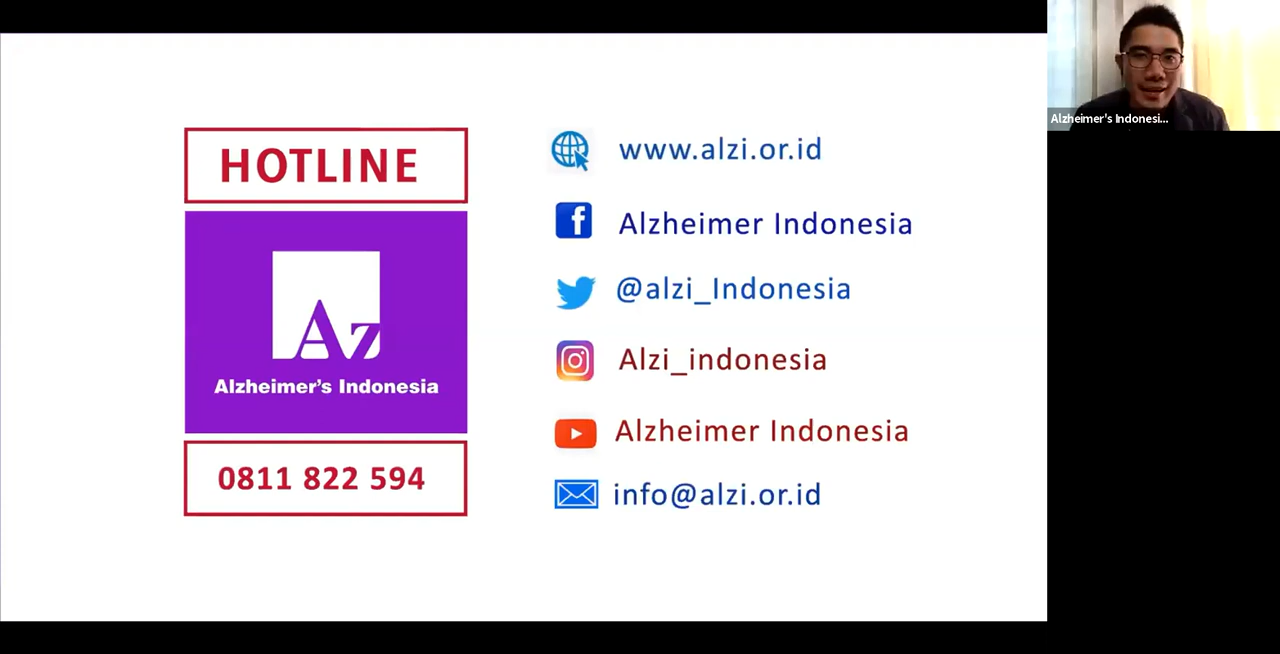 HOTLINE
Az
Alzheimer's Indonesia
0811 822 594
www.alzi.or.id
Alzheimer Indonesia
@alzi_Indonesia
Alzi_indonesia
Alzheimer Indonesia
info@alzi.or.id
Alzheimer's Indonesi...